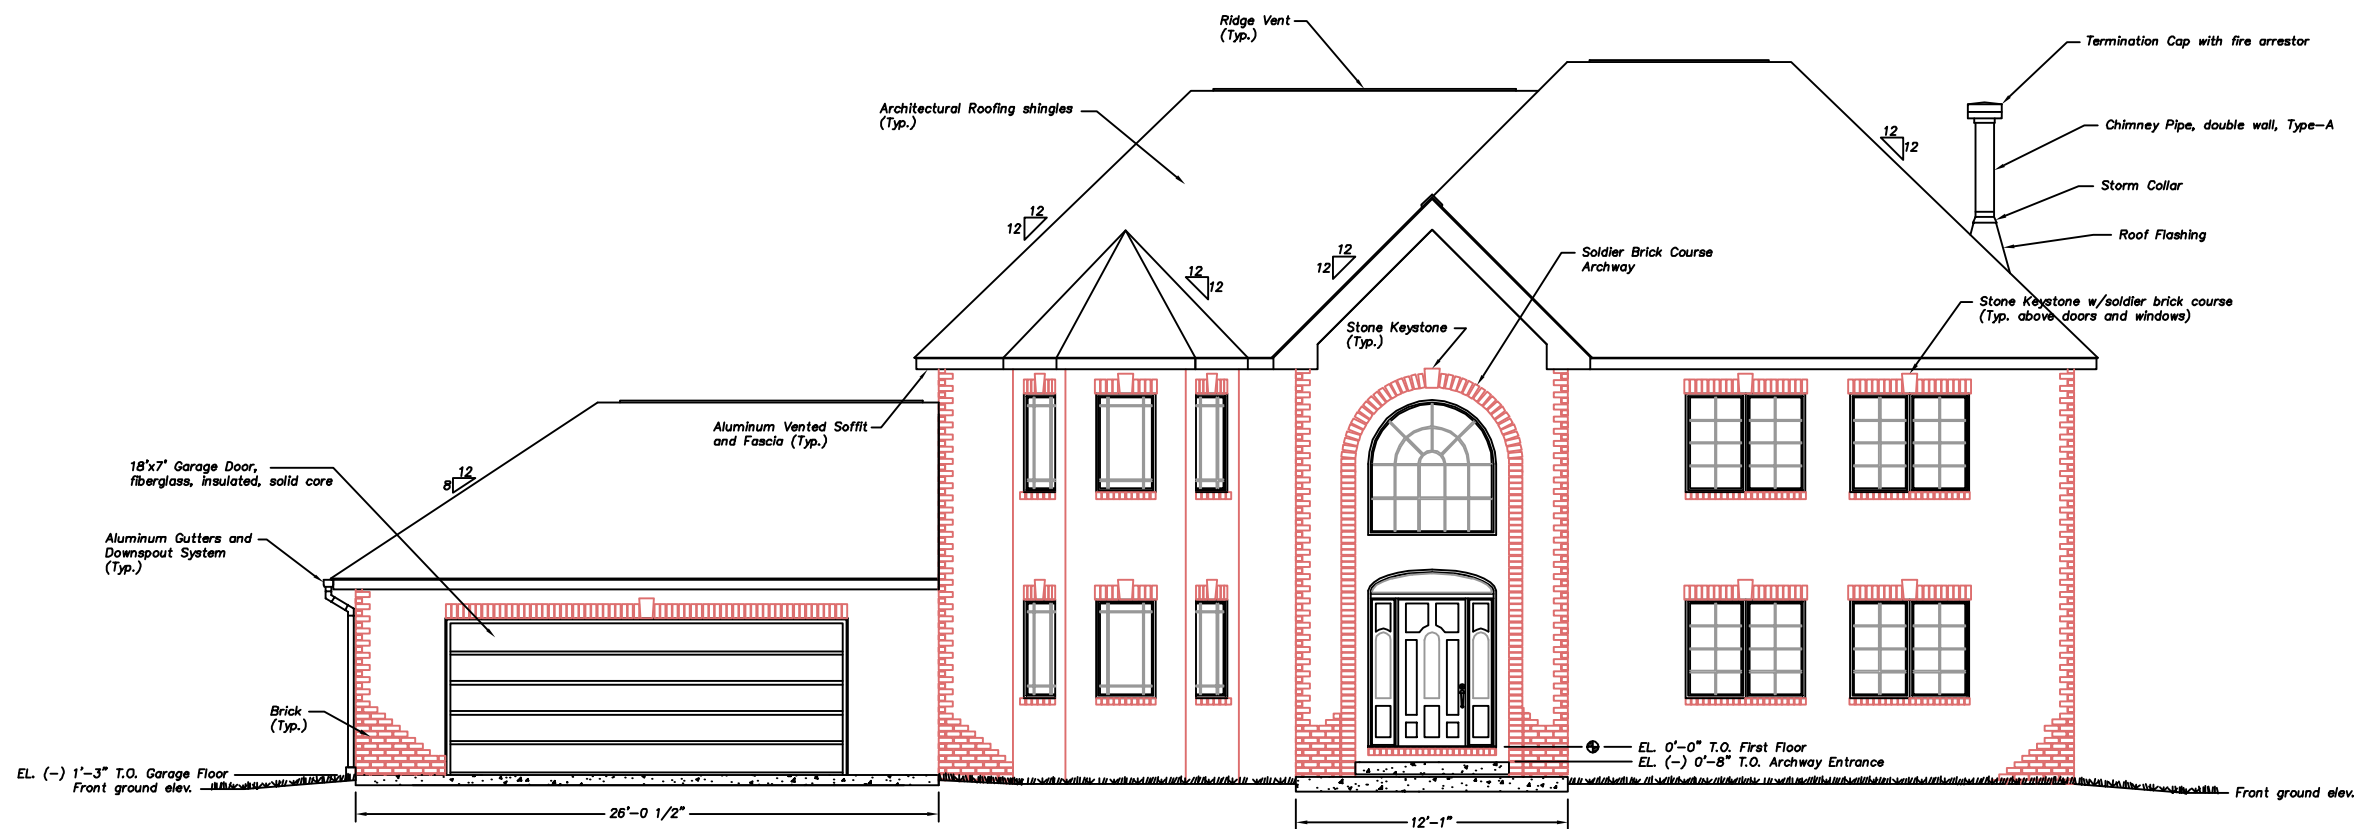 Ridge Vent
(Typ.)
Termination Cap with fire arrestor
Architectural Roofing shingles
(Typ.)
Chimney Pipe, double wall, Type-A
12
12
Storm Collar
12
12
Roof Flashing
12
12
Soldier Brick Course
Archway
12
12
Stone Keystone w/soldier brick course
(Typ. above doors and windows)
Stone Keystone
(Typ.)
Aluminum Vented Soffit
and Fascia (Typ.)
18'x7' Garage Door,
fiberglass, insulated, solid core
12
8
Aluminum Gutters and
Downspout System
(Typ.)
Brick
(Typ.)
EL. 0'-0" T.O. First Floor
EL. (-) 0'-8" T.O. Archway Entrance
EL. (-) 1'-3" T.O. Garage Floor
Front ground elev.
Front ground elev.
26'-0 1/2"
12'-1"